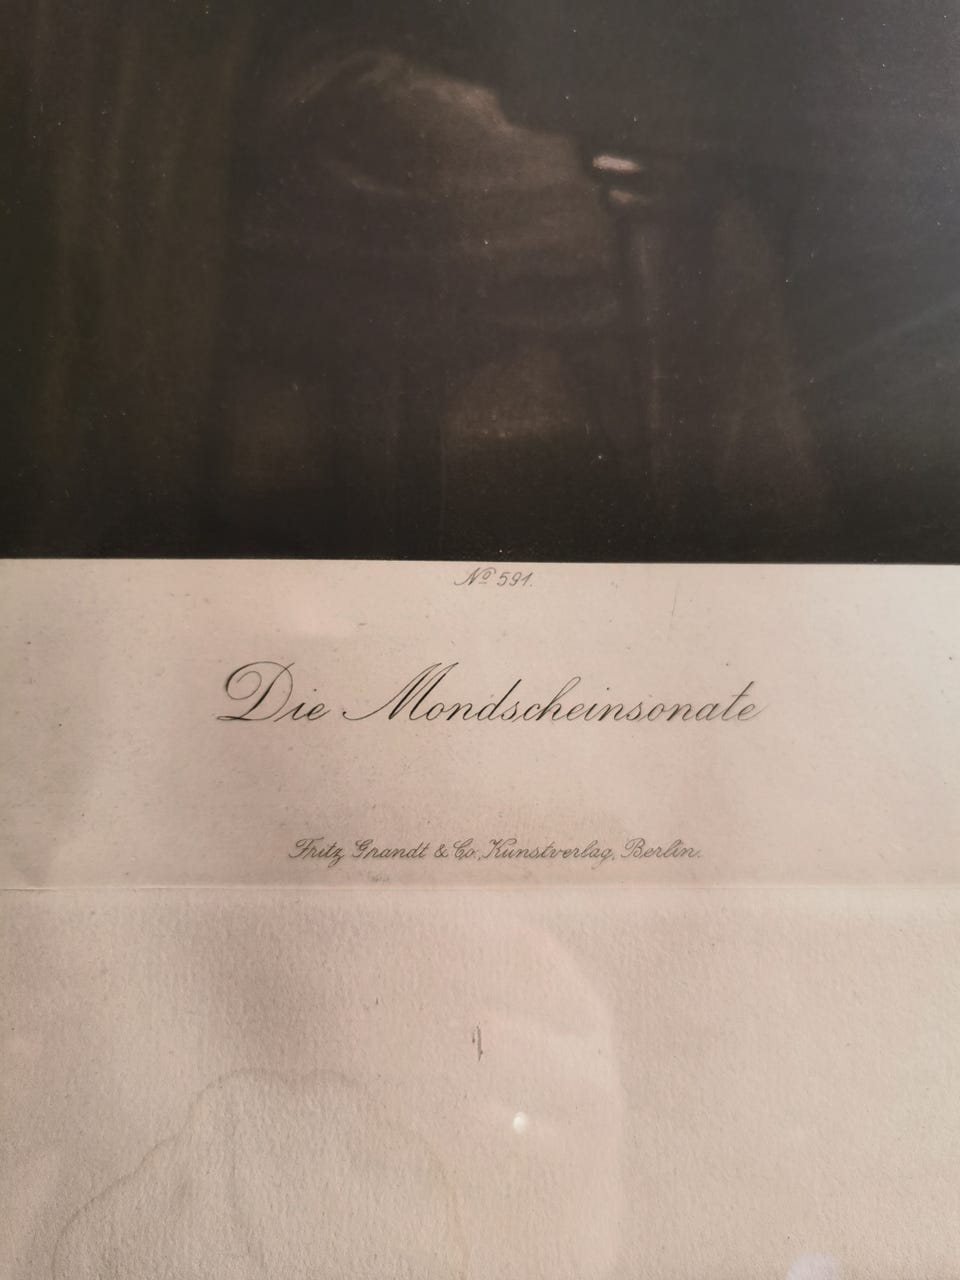 No 591.
Die Mondscheinsonate
Fritz Grandt & Co., Kunstverlag, Berlin.